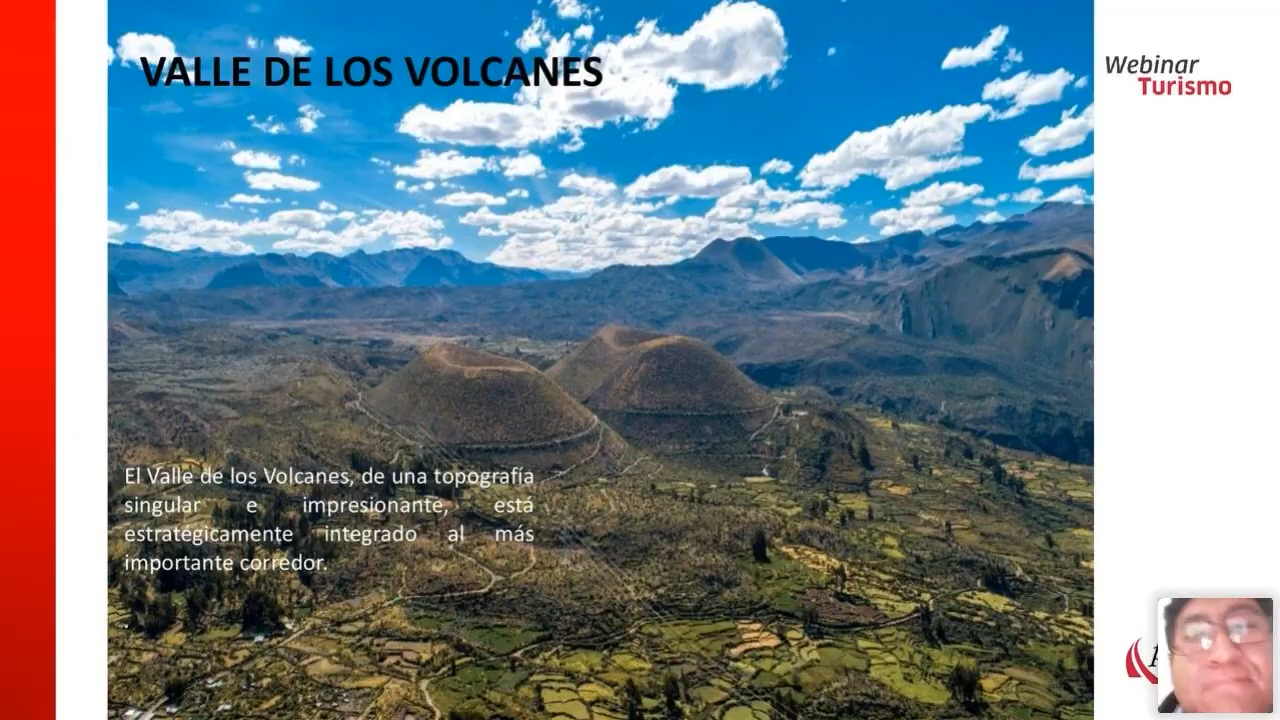 VALLE DE LOS VOLCANES
Webinar
Turismo
El Valle de los Volcanes, de una topografía
singular e impresionante, está
estratégicamente integrado al más
importante corredor.
.